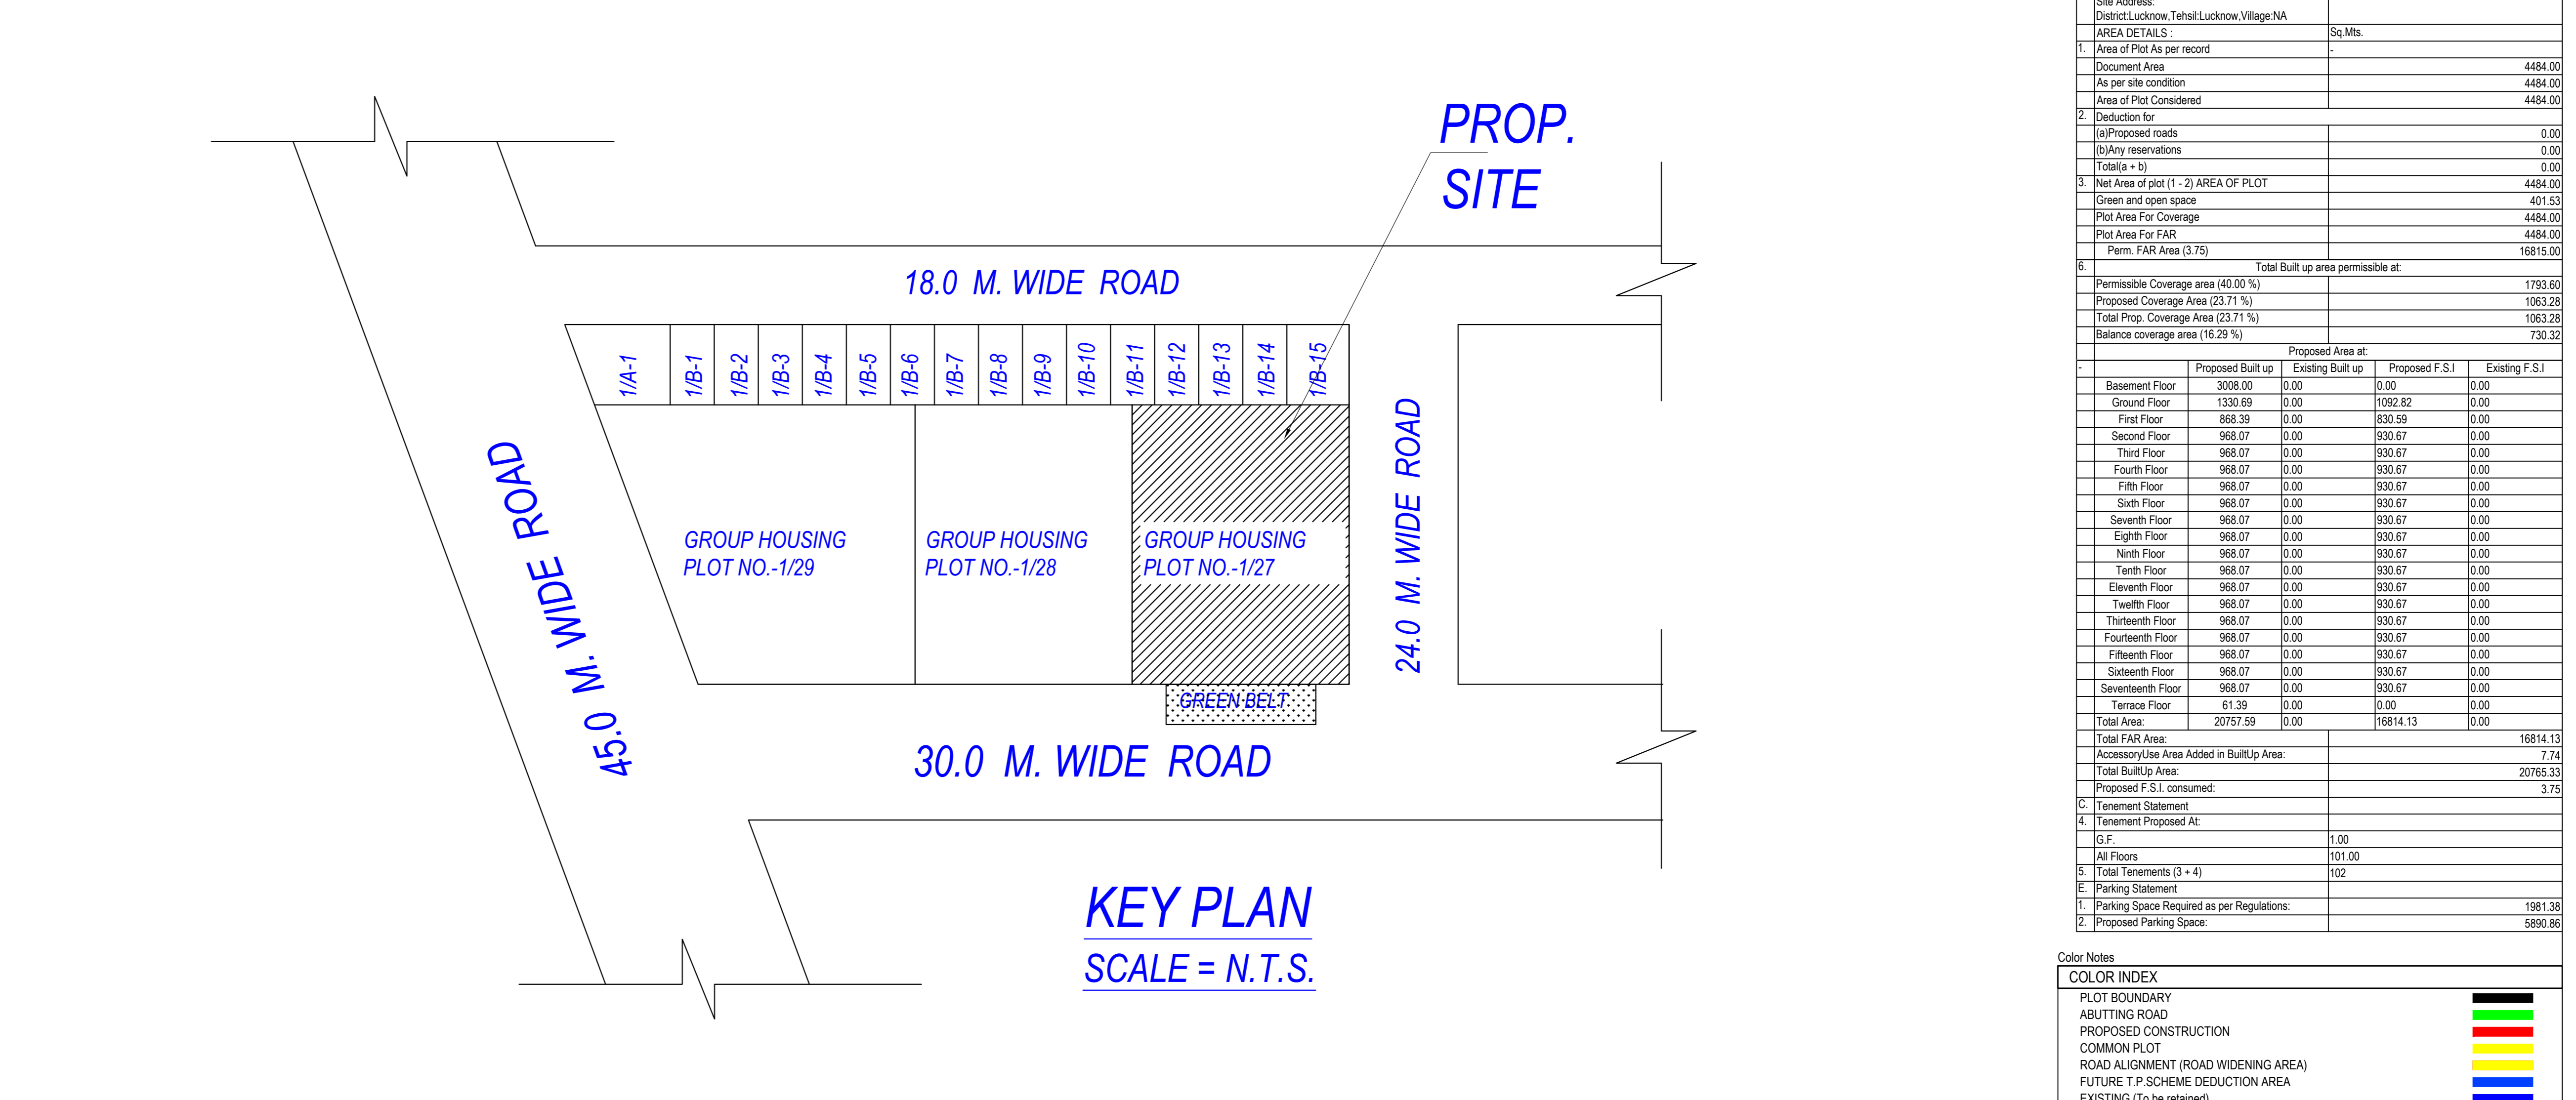 PROP.
SITE
18.0 M. WIDE ROAD
1/A-1
1/B-1
1/B-2
1/B-3
1/B-4
1/B-5
1/B-6
1/B-7
1/B-8
1/B-9
1/B-10
1/B-11
1/B-12
1/B-13
1/B-14
1/B-15
45.0 M. WIDE ROAD
GROUP HOUSING
PLOT NO.-1/29
GROUP HOUSING
PLOT NO.-1/28
GROUP HOUSING
PLOT NO.-1/27
24.0 M. WIDE ROAD
GREEN BELT
30.0 M. WIDE ROAD
KEY PLAN
SCALE = N.T.S.
Site Address:
District:Lucknow,Tehsil:Lucknow,Village:NA
AREA DETAILS : Sq.Mts.
1. Area of Plot As per record -
Document Area 4484.00
As per site condition 4484.00
Area of Plot Considered 4484.00
2. Deduction for
(a)Proposed roads 0.00
(b)Any reservations 0.00
Total(a + b) 0.00
3. Net Area of plot (1 - 2) AREA OF PLOT 4484.00
Green and open space 401.53
Plot Area For Coverage 4484.00
Plot Area For FAR 4484.00
Perm. FAR Area (3.75) 16815.00
6. Total Built up area permissible at:
Permissible Coverage area (40.00 %) 1793.60
Proposed Coverage Area (23.71 %) 1063.28
Total Prop. Coverage Area (23.71 %) 1063.28
Balance coverage area (16.29 %) 730.32
Proposed Area at:
- Proposed Built up Existing Built up Proposed F.S.I Existing F.S.I
Basement Floor 3008.00 0.00 0.00 0.00
Ground Floor 1330.69 0.00 1092.82 0.00
First Floor 868.39 0.00 830.59 0.00
Second Floor 968.07 0.00 930.67 0.00
Third Floor 968.07 0.00 930.67 0.00
Fourth Floor 968.07 0.00 930.67 0.00
Fifth Floor 968.07 0.00 930.67 0.00
Sixth Floor 968.07 0.00 930.67 0.00
Seventh Floor 968.07 0.00 930.67 0.00
Eighth Floor 968.07 0.00 930.67 0.00
Ninth Floor 968.07 0.00 930.67 0.00
Tenth Floor 968.07 0.00 930.67 0.00
Eleventh Floor 968.07 0.00 930.67 0.00
Twelfth Floor 968.07 0.00 930.67 0.00
Thirteenth Floor 968.07 0.00 930.67 0.00
Fourteenth Floor 968.07 0.00 930.67 0.00
Fifteenth Floor 968.07 0.00 930.67 0.00
Sixteenth Floor 968.07 0.00 930.67 0.00
Seventeenth Floor 968.07 0.00 930.67 0.00
Terrace Floor 61.39 0.00 0.00 0.00
Total Area: 20757.59 0.00 16814.13 0.00
Total FAR Area: 16814.13
AccessoryUse Area Added in BuiltUp Area: 7.74
Total BuiltUp Area: 20765.33
Proposed F.S.I. consumed: 3.75
C. Tenement Statement
4. Tenement Proposed At:
G.F. 1.00
All Floors 101.00
5. Total Tenements (3 + 4) 102
E. Parking Statement
1. Parking Space Required as per Regulations: 1981.38
2. Proposed Parking Space: 5890.86
Color Notes
COLOR INDEX
PLOT BOUNDARY
ABUTTING ROAD
PROPOSED CONSTRUCTION
COMMON PLOT
ROAD ALIGNMENT (ROAD WIDENING AREA)
FUTURE T.P.SCHEME DEDUCTION AREA
EXISTING (To be retained)